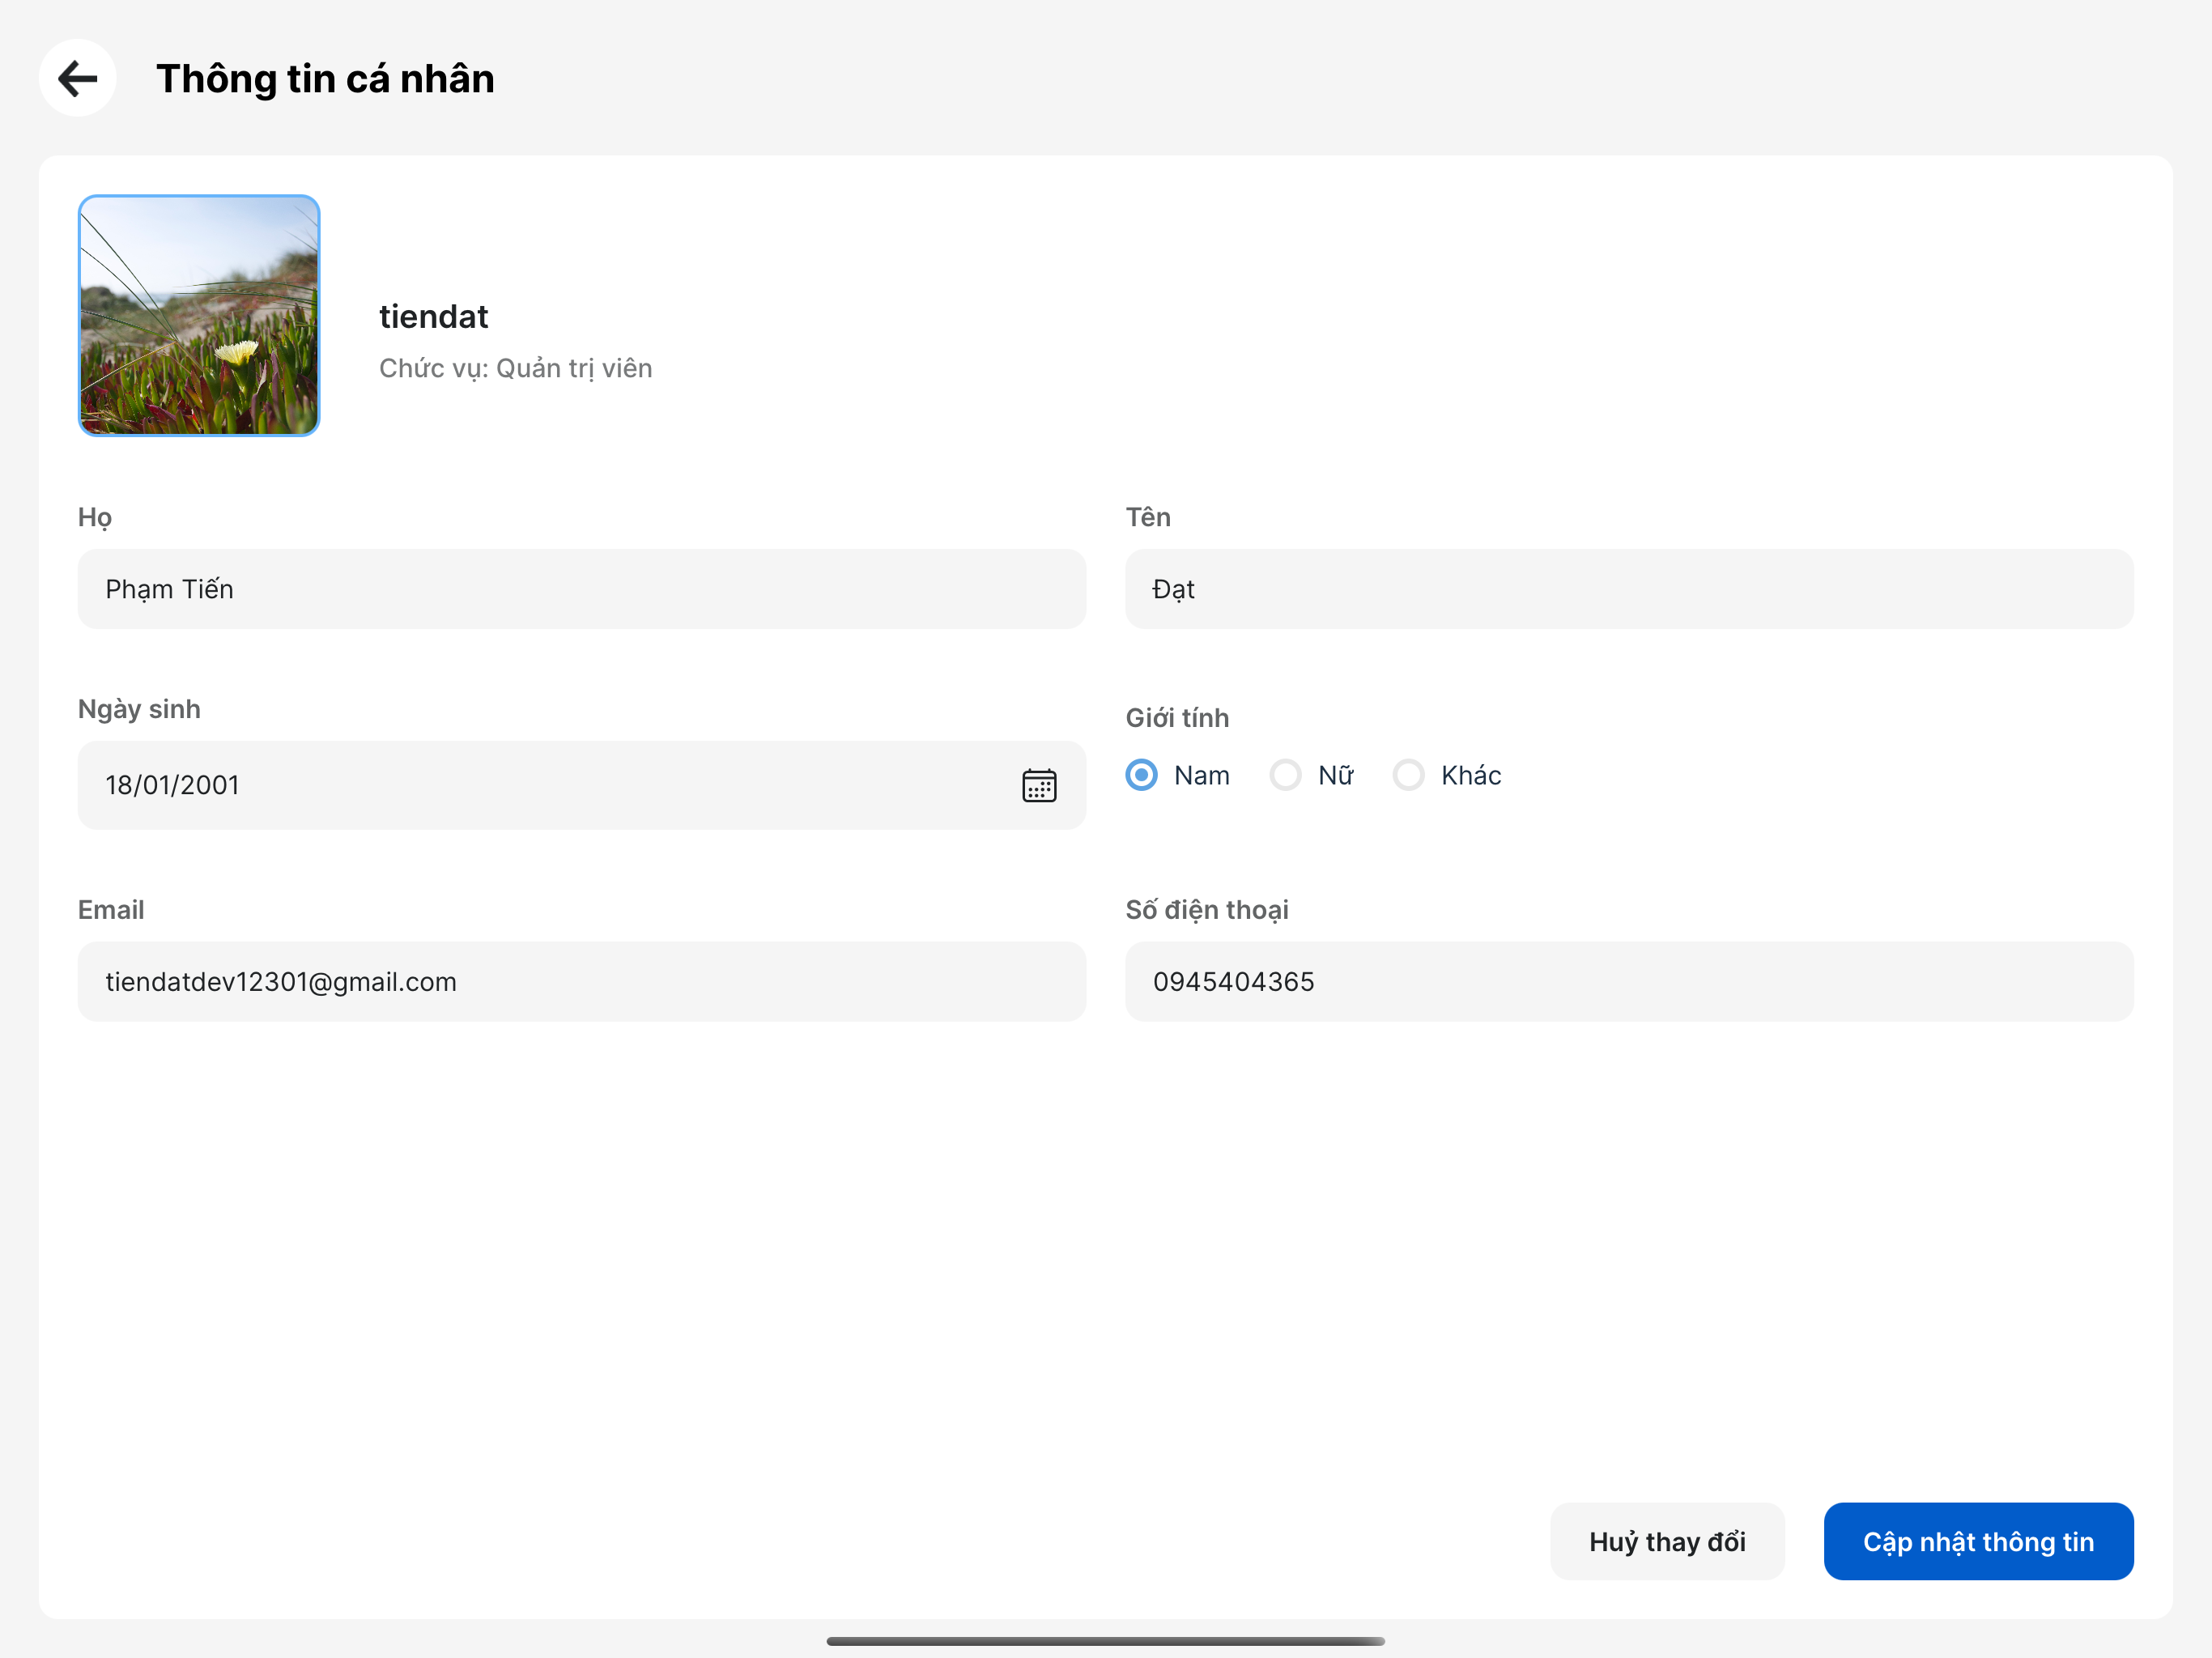 Thông tin cá nhân
tiendat
Chức vụ: Quản trị viên
Họ
Tên
Phạm Tiến
Đạt
Ngày sinh
Giới tính
18/01/2001
Nam Nữ Khác
Email
Số điện thoại
tiendatdev12301@gmail.com
0945404365
Huỷ thay đổi
Cập nhật thông tin